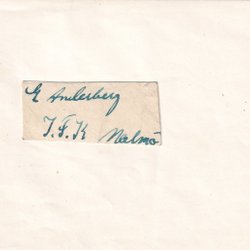 E Anderberg
I.F.K Malmö